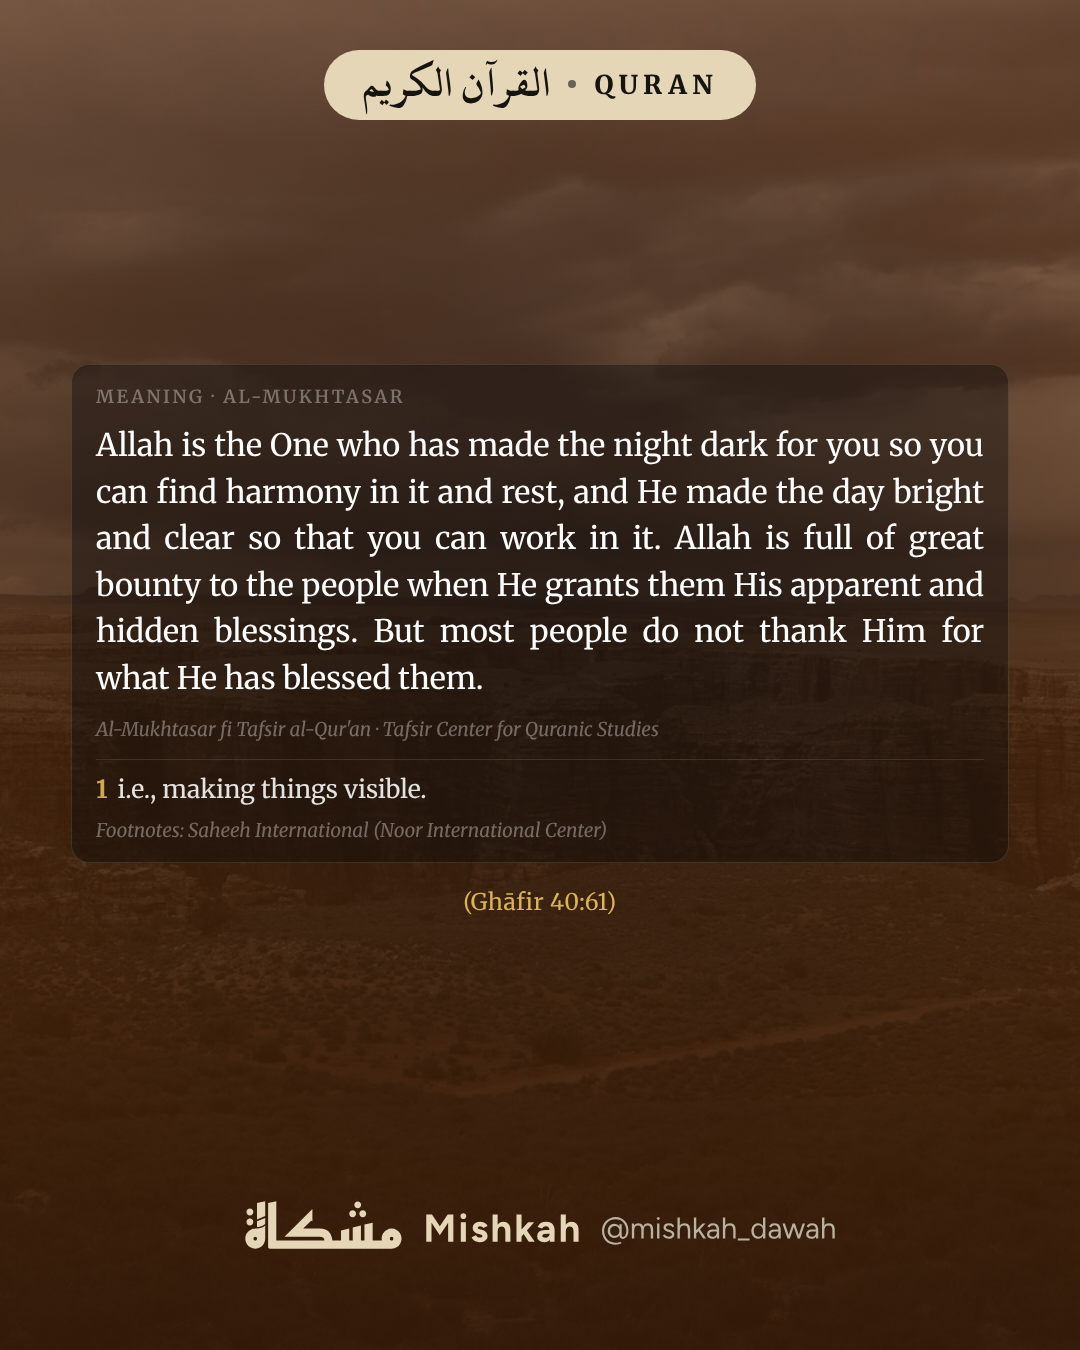 القرآن الكريم • QURAN
MEANING · AL-MUKHTASAR
Allah is the One who has made the night dark for you so you
can find harmony in it and rest, and He made the day bright
and clear so that you can work in it. Allah is full of great
bounty to the people when He grants them His apparent and
hidden blessings. But most people do not thank Him for
what He has blessed them.
Al-Mukhtasar fi Tafsir al-Qur'an · Tafsir Center for Quranic Studies
1 i.e., making things visible.
Footnotes: Saheeh International (Noor International Center)
(Ghāfir 40:61)
مشكاة Mishkah @mishkah_dawah